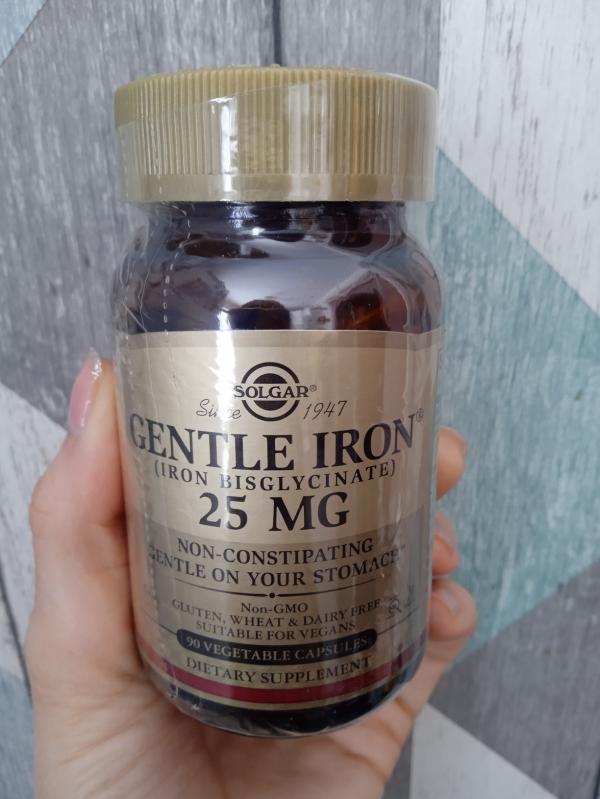 SOLGAR®
Since 1947
GENTLE IRON®
(IRON BISGLYCINATE)
25 MG
NON-CONSTIPATING
GENTLE ON YOUR STOMACH
Non-GMO
GLUTEN, WHEAT & DAIRY FREE
SUITABLE FOR VEGANS
90 VEGETABLE CAPSULES
DIETARY SUPPLEMENT